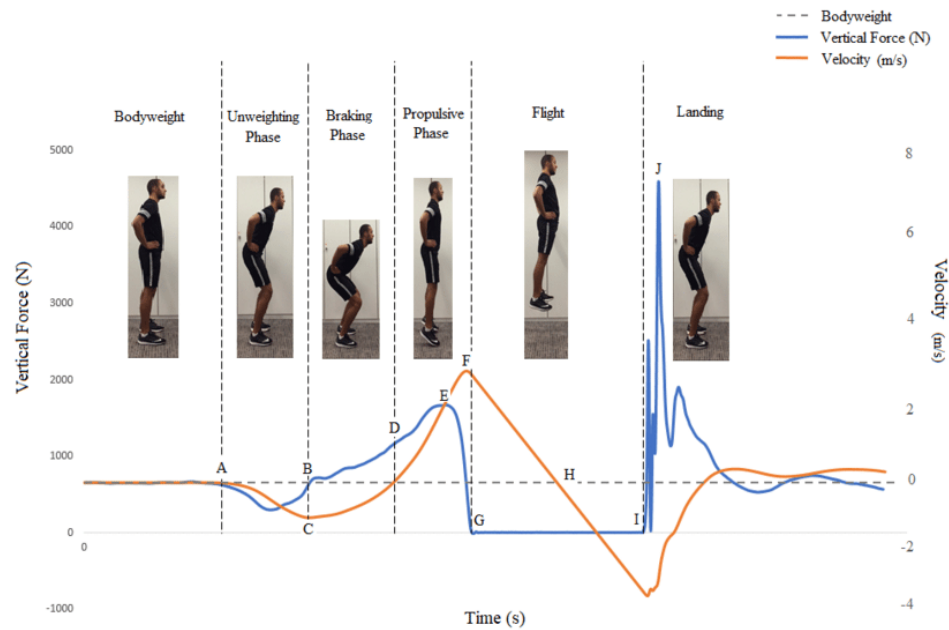 Bodyweight
Vertical Force (N)
Velocity (m/s)
Bodyweight
Unweighting
Phase
Braking
Phase
Propulsive
Phase
Flight
Landing
5000
4000
3000
2000
1000
0
-1000
Vertical Force (N)
8
6
4
2
0
-2
-4
Velocity (m/s)
A
B
C
D
E
F
G
H
I
J
0
Time (s)